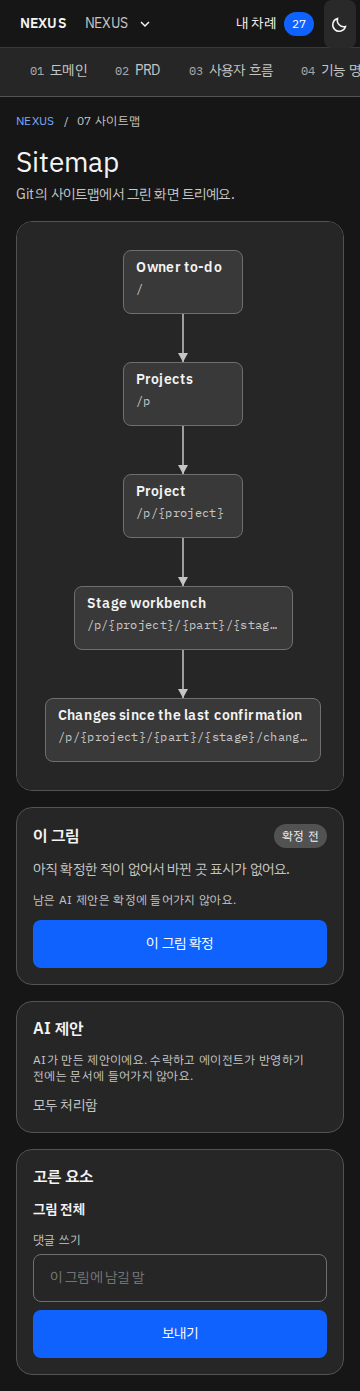 NEXUS NEXUS 내 차례 27
01 도메인 02 PRD 03 사용자 흐름 04 기능 명
NEXUS / 07 사이트맵
Sitemap
Git의 사이트맵에서 그린 화면 트리예요.
Owner to-do
/
Projects
/p
Project
/p/{project}
Stage workbench
/p/{project}/{part}/{stag…
Changes since the last confirmation
/p/{project}/{part}/{stage}/chang…
이 그림 확정 전
아직 확정한 적이 없어서 바뀐 곳 표시가 없어요.
남은 AI 제안은 확정에 들어가지 않아요.
이 그림 확정
AI 제안
AI가 만든 제안이에요. 수락하고 에이전트가 반영하기
전에는 문서에 들어가지 않아요.
모두 처리함
고른 요소
그림 전체
댓글 쓰기
이 그림에 남길 말
보내기